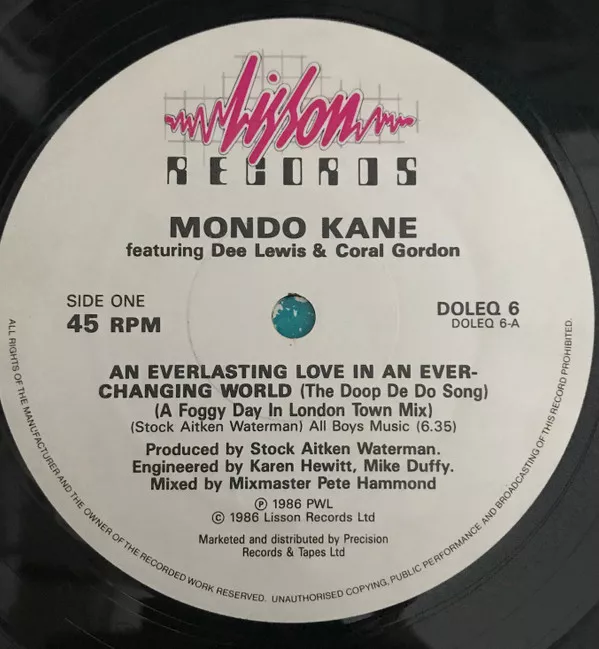 Lisson
RECORDS
MONDO KANE
featuring Dee Lewis & Coral Gordon
SIDE ONE
45 RPM
DOLEQ 6
DOLEQ 6-A
AN EVERLASTING LOVE IN AN EVER-
CHANGING WORLD (The Doop De Do Song)
(A Foggy Day In London Town Mix)
(Stock Aitken Waterman) All Boys Music (6.35)
Produced by Stock Aitken Waterman.
Engineered by Karen Hewitt, Mike Duffy.
Mixed by Mixmaster Pete Hammond
℗ 1986 PWL
© 1986 Lisson Records Ltd
Marketed and distributed by Precision
Records & Tapes Ltd
ALL RIGHTS OF THE MANUFACTURER AND THE OWNER OF THE RECORDED WORK RESERVED. UNAUTHORISED COPYING, PUBLIC PERFORMANCE AND BROADCASTING OF THIS RECORD PROHIBITED.